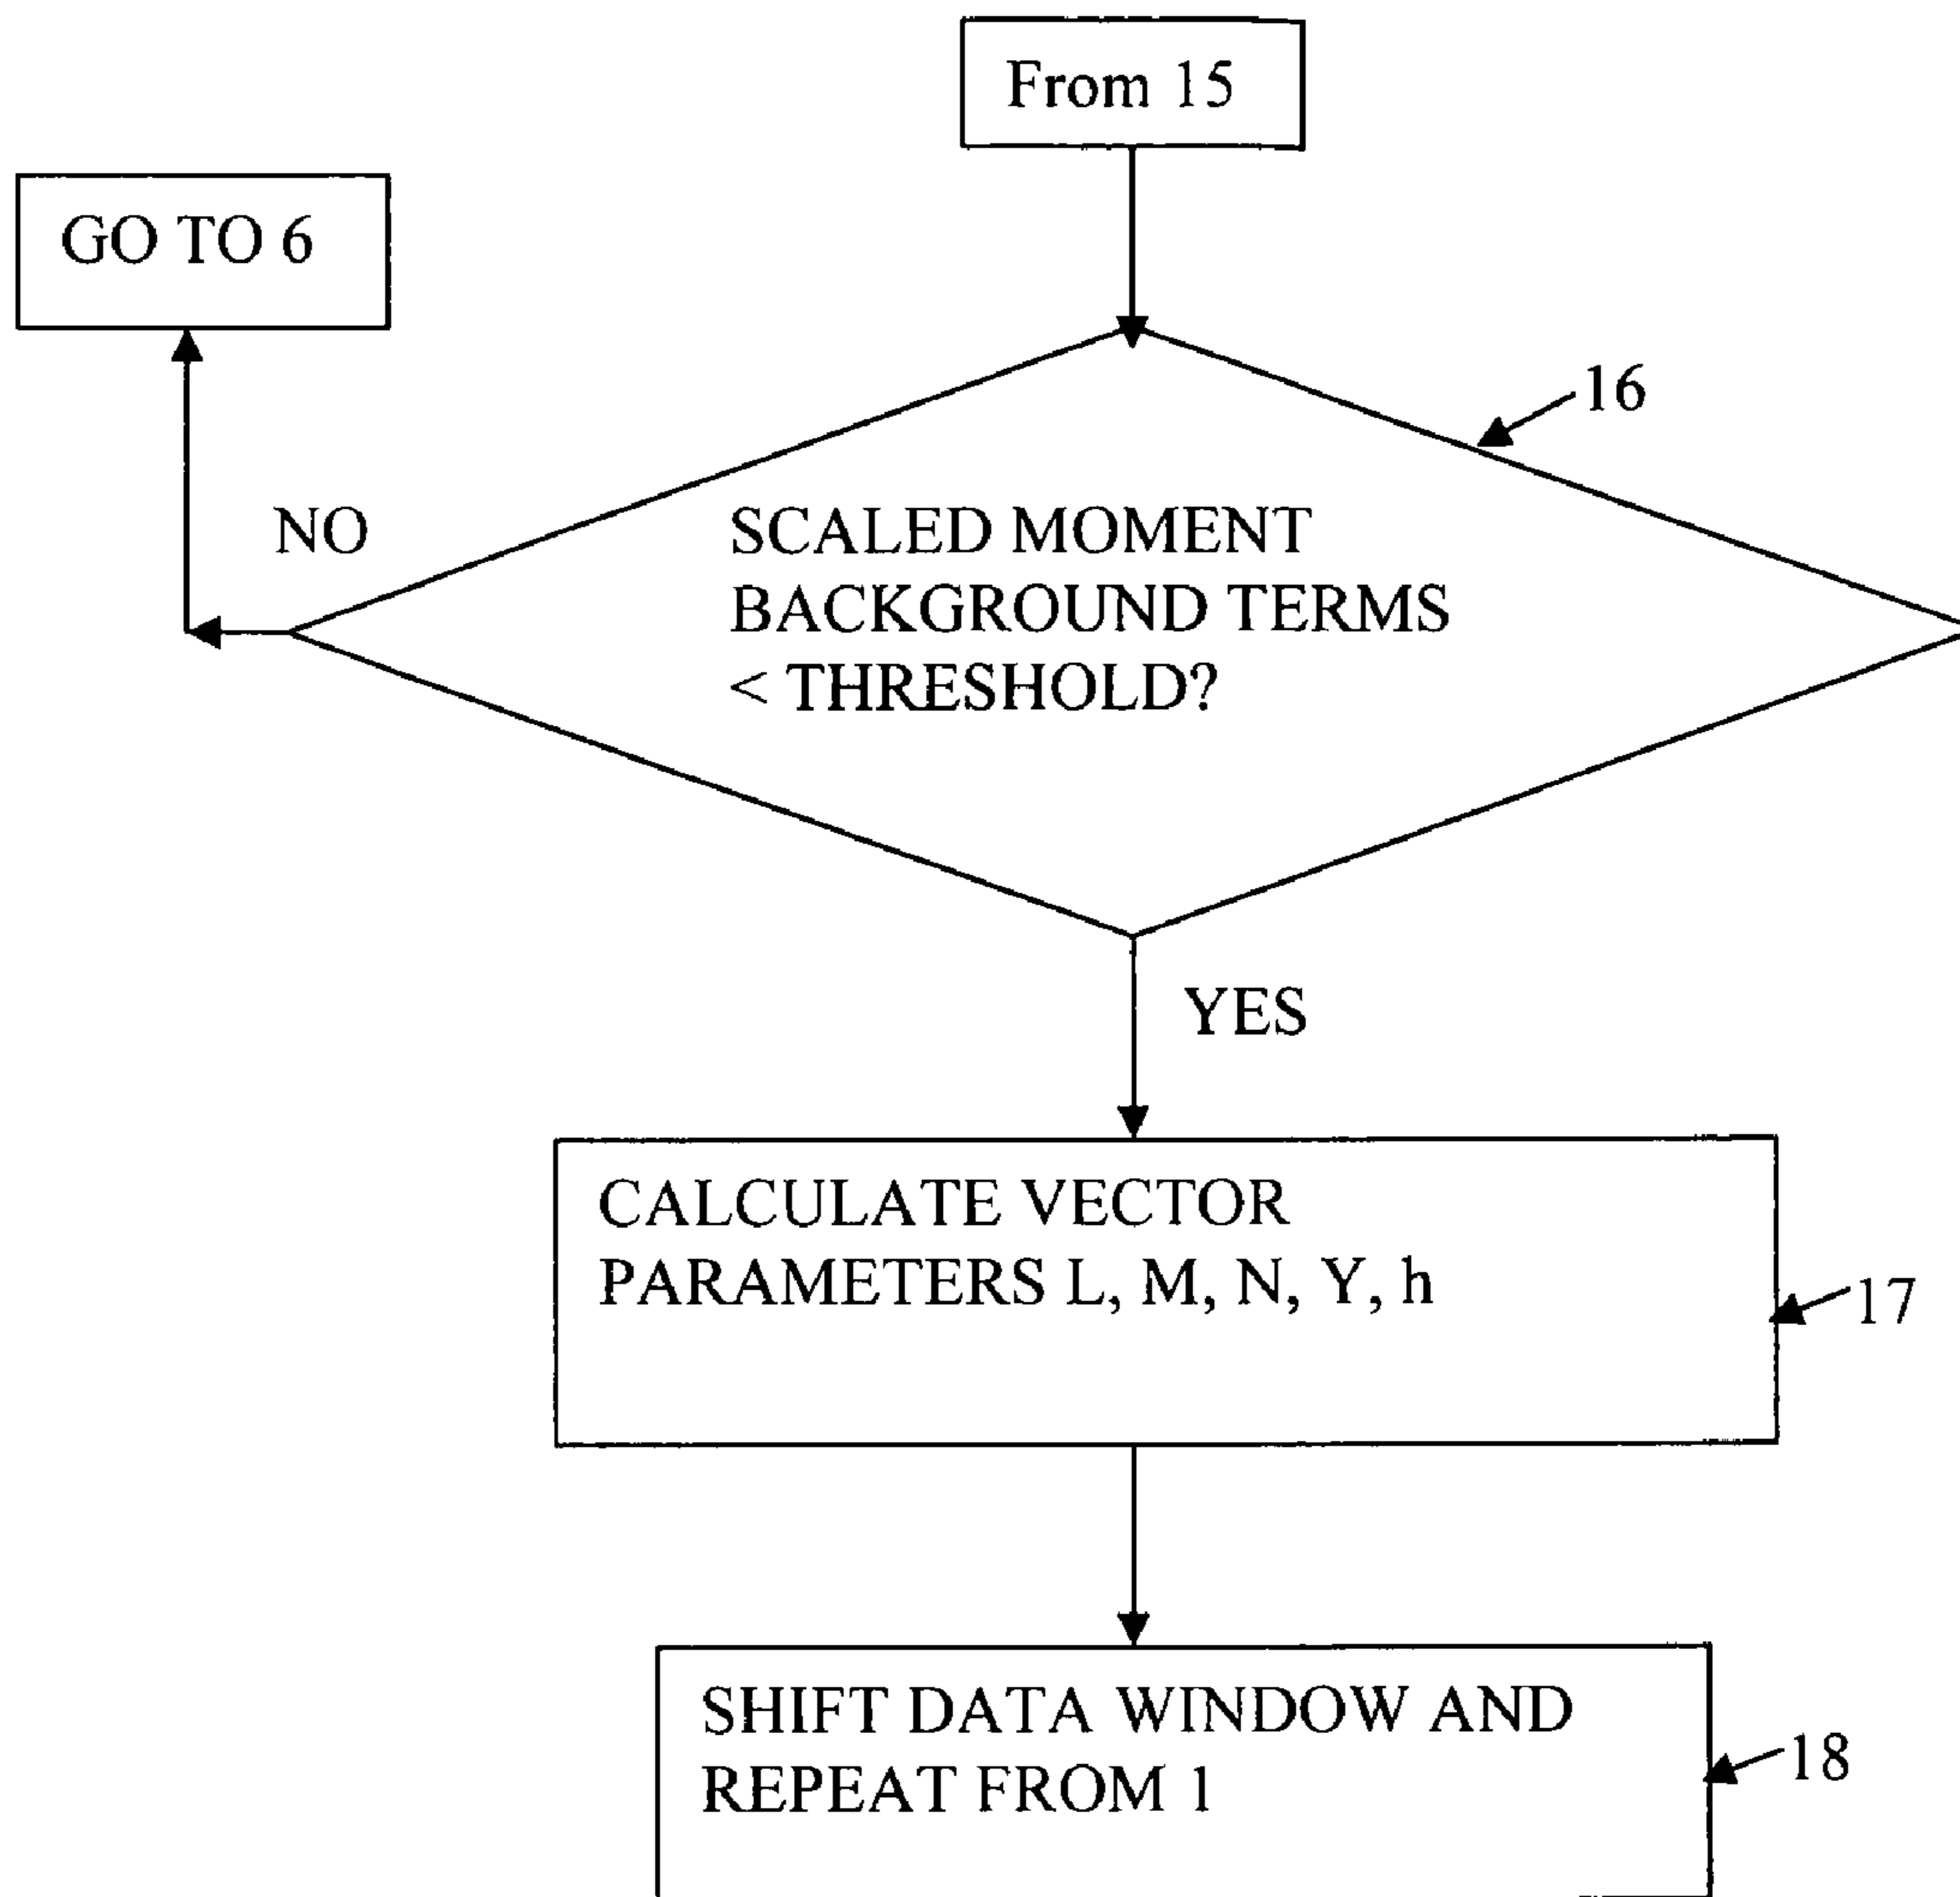 From 15
GO TO 6
16
NO
SCALED MOMENT
BACKGROUND TERMS
< THRESHOLD?
YES
CALCULATE VECTOR
PARAMETERS L, M, N, Y, h
17
SHIFT DATA WINDOW AND
REPEAT FROM 1
18